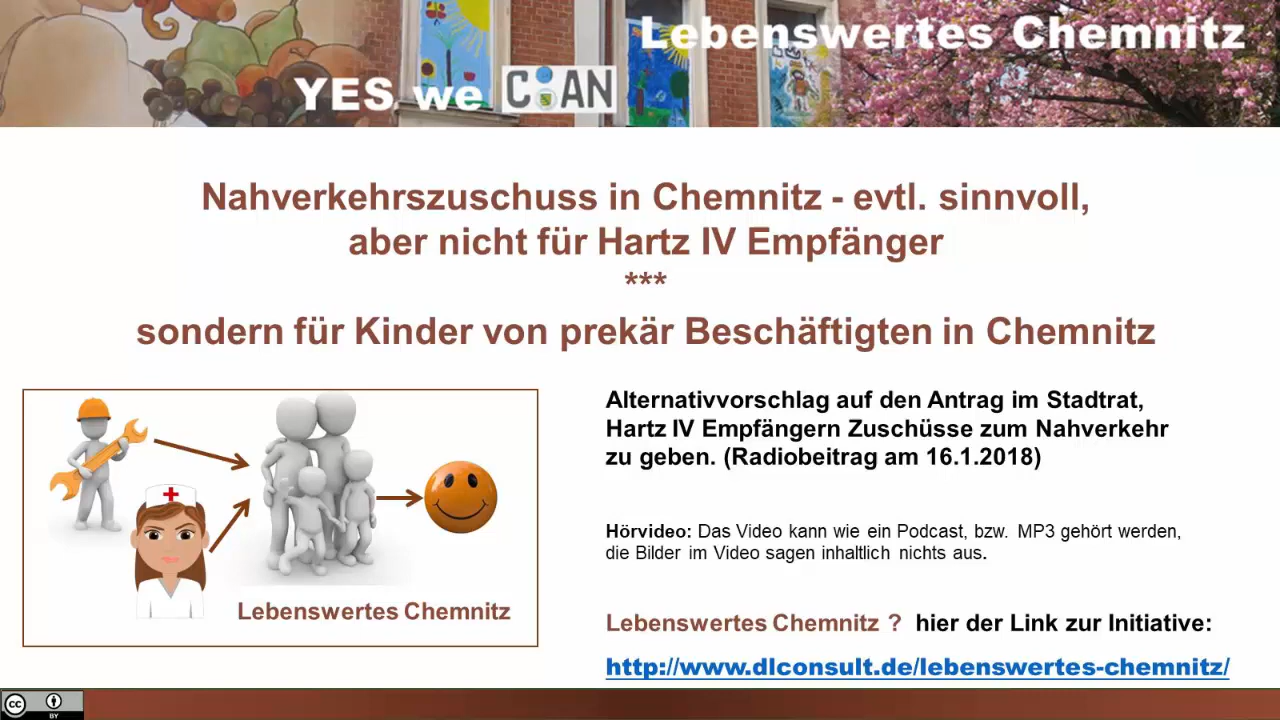 Lebenswertes Chemnitz
YES, we C AN
Nahverkehrszuschuss in Chemnitz - evtl. sinnvoll,
aber nicht für Hartz IV Empfänger
***
sondern für Kinder von prekär Beschäftigten in Chemnitz
Alternativvorschlag auf den Antrag im Stadtrat,
Hartz IV Empfängern Zuschüsse zum Nahverkehr
zu geben. (Radiobeitrag am 16.1.2018)
Hörvideo: Das Video kann wie ein Podcast, bzw. MP3 gehört werden,
die Bilder im Video sagen inhaltlich nichts aus.
Lebenswertes Chemnitz
Lebenswertes Chemnitz ? hier der Link zur Initiative:
http://www.dlconsult.de/lebenswertes-chemnitz/
cc
BY